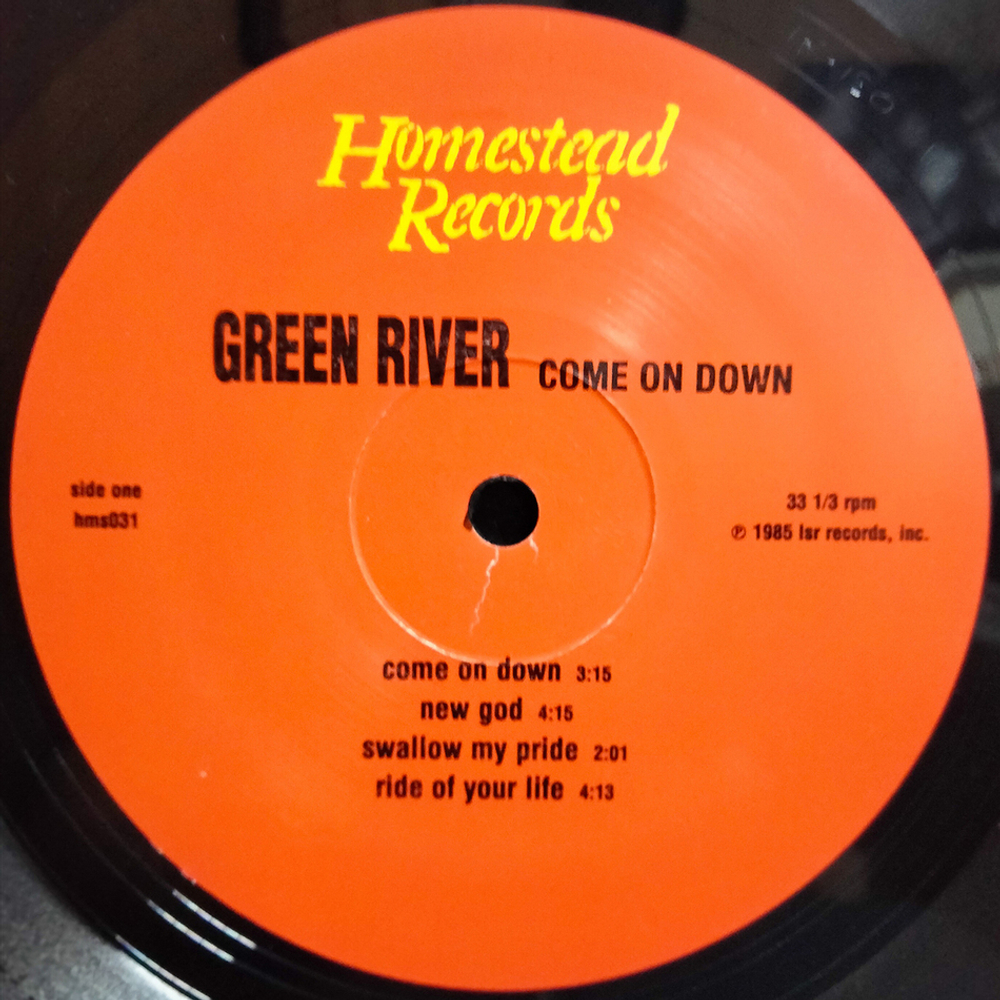 Homestead
Records
GREEN RIVER COME ON DOWN
side one
hms031
33 1/3 rpm
℗ 1985 lsr records, inc.
come on down 3:15
new god 4:15
swallow my pride 2:01
ride of your life 4:13